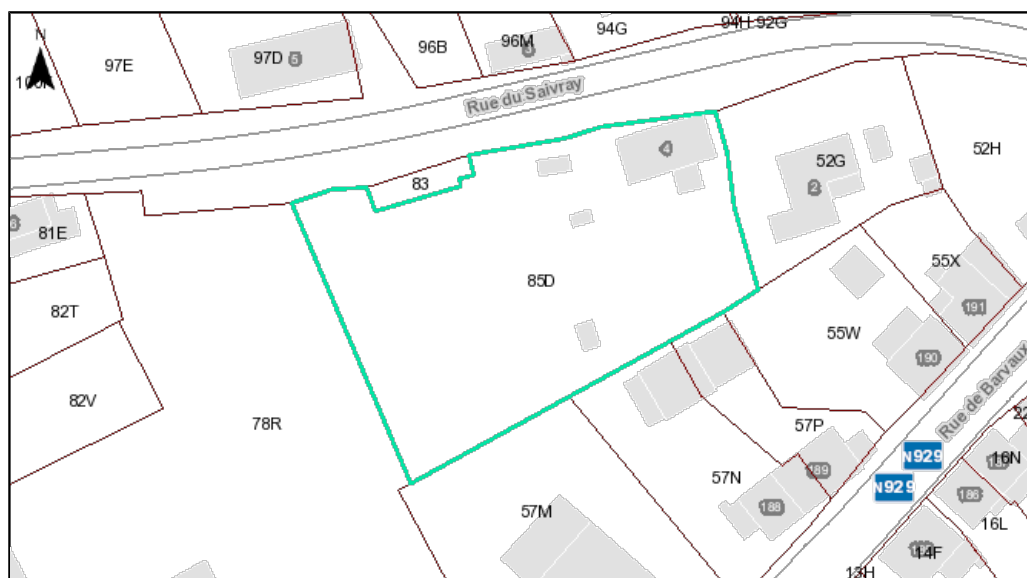 94H 92G
94G
96M
3
96B
97D 5
97E
N
Rue du Saivray
4
52G
2
52H
83
81E
85D
55X
191
82T
55W
190
Rue de Barvaux
82V
78R
57P
N929
16N
189
57N
N929
186
188
57M
16L
14F
13H